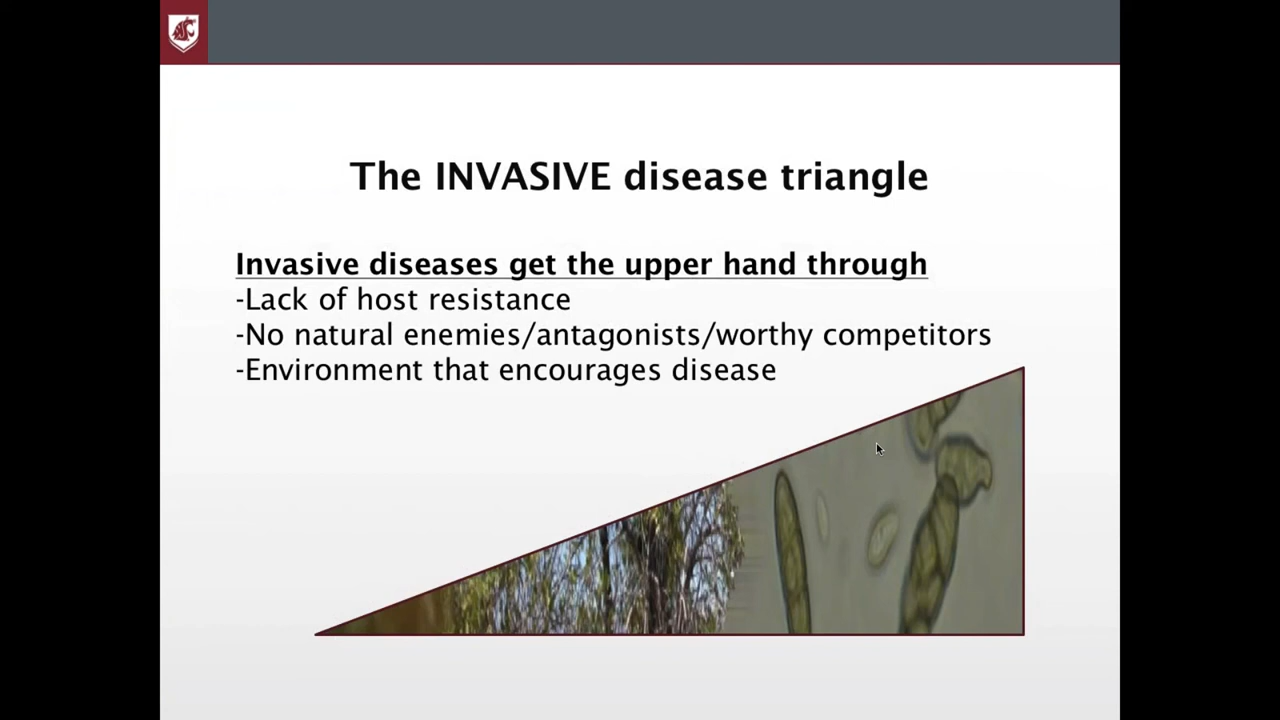 The INVASIVE disease triangle
Invasive diseases get the upper hand through
-Lack of host resistance
-No natural enemies/antagonists/worthy competitors
-Environment that encourages disease